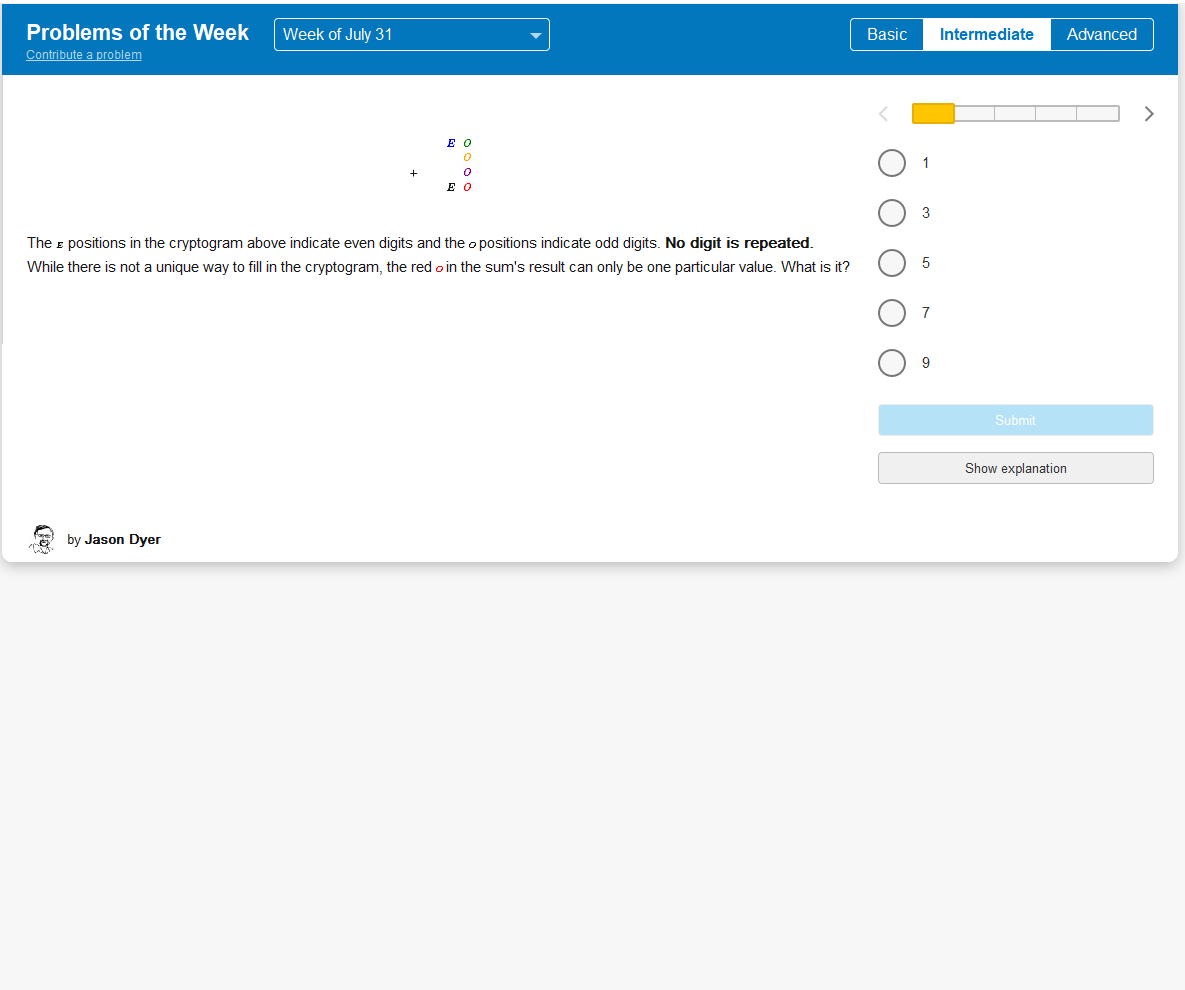 Problems of the Week
Contribute a problem
Week of July 31
Basic
Intermediate
Advanced
E O
O
+ O
E O
The E positions in the cryptogram above indicate even digits and the O positions indicate odd digits. No digit is repeated.
While there is not a unique way to fill in the cryptogram, the red O in the sum's result can only be one particular value. What is it?
1
3
5
7
9
Submit
Show explanation
by Jason Dyer